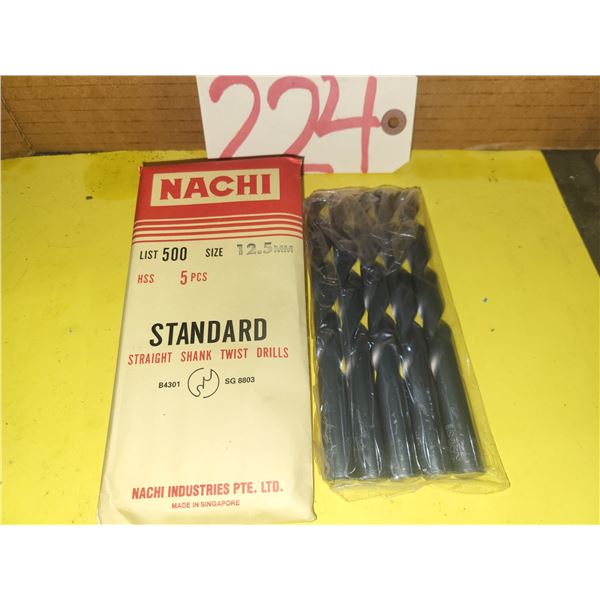 224
NACHI
LIST 500 SIZE 12.5MM
HSS 5 PCS
STANDARD
STRAIGHT SHANK TWIST DRILLS
B4301 SG 8803
NACHI INDUSTRIES PTE. LTD.
MADE IN SINGAPORE